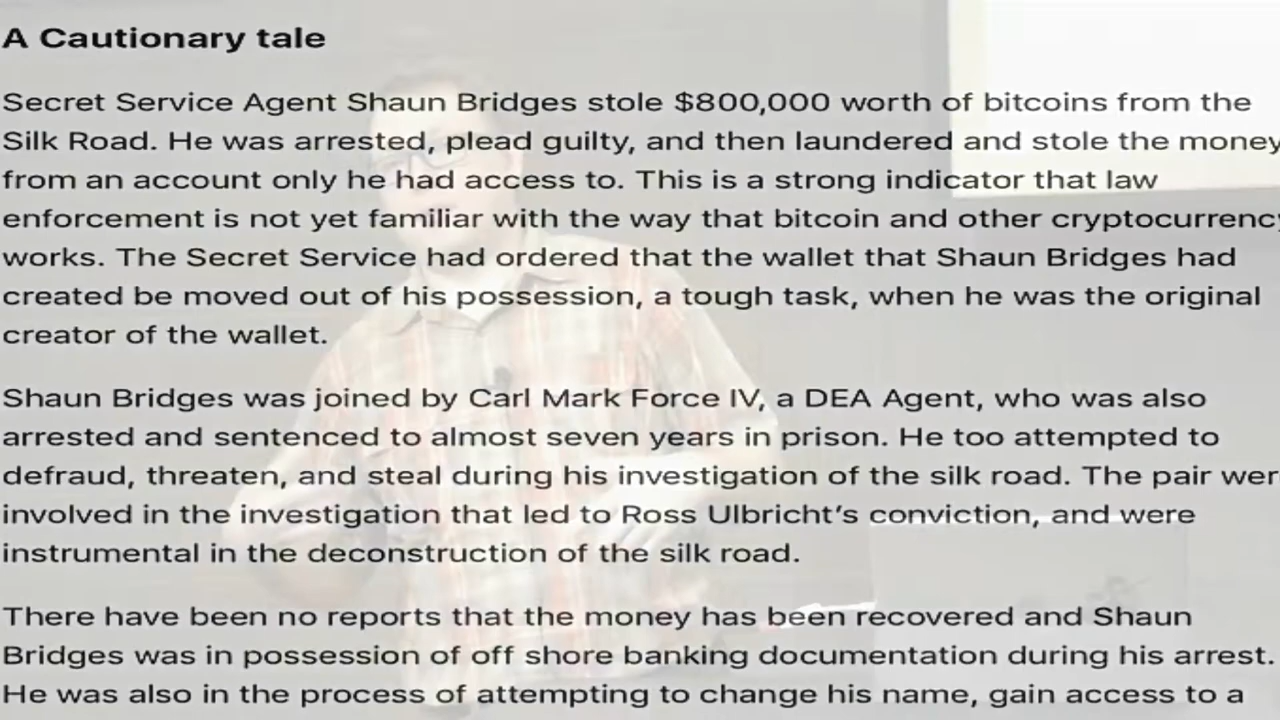 A Cautionary tale
Secret Service Agent Shaun Bridges stole $800,000 worth of bitcoins from the
Silk Road. He was arrested, plead guilty, and then laundered and stole the money
from an account only he had access to. This is a strong indicator that law
enforcement is not yet familiar with the way that bitcoin and other cryptocurrency
works. The Secret Service had ordered that the wallet that Shaun Bridges had
created be moved out of his possession, a tough task, when he was the original
creator of the wallet.
Shaun Bridges was joined by Carl Mark Force IV, a DEA Agent, who was also
arrested and sentenced to almost seven years in prison. He too attempted to
defraud, threaten, and steal during his investigation of the silk road. The pair wer
involved in the investigation that led to Ross Ulbricht’s conviction, and were
instrumental in the deconstruction of the silk road.
There have been no reports that the money has been recovered and Shaun
Bridges was in possession of off shore banking documentation during his arrest.
He was also in the process of attempting to change his name, gain access to a